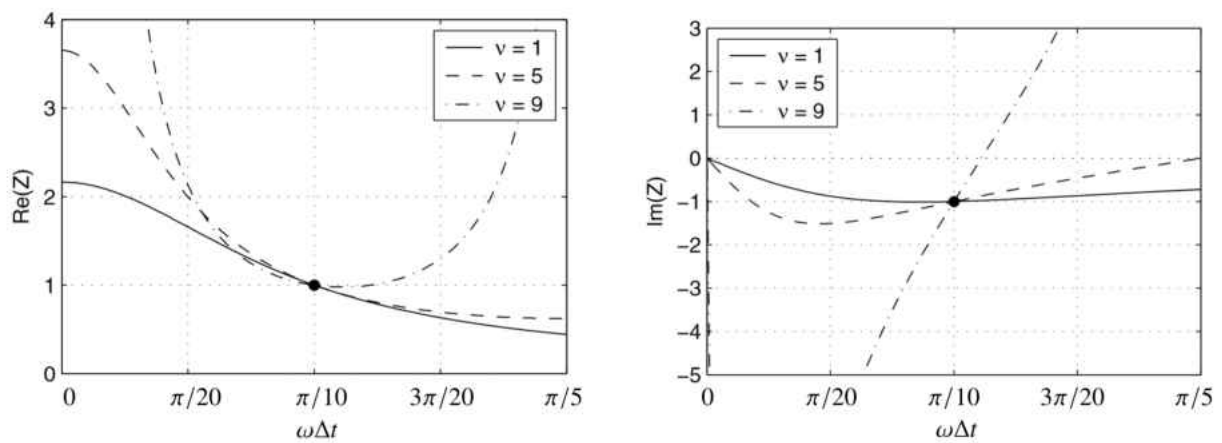 4
3
2
1
0
Re(Z)
ν = 1
ν = 5
ν = 9
0
π/20
π/10
3π/20
π/5
ωΔt
3
2
1
0
−1
−2
−3
−4
−5
Im(Z)
ν = 1
ν = 5
ν = 9
0
π/20
π/10
3π/20
π/5
ωΔt